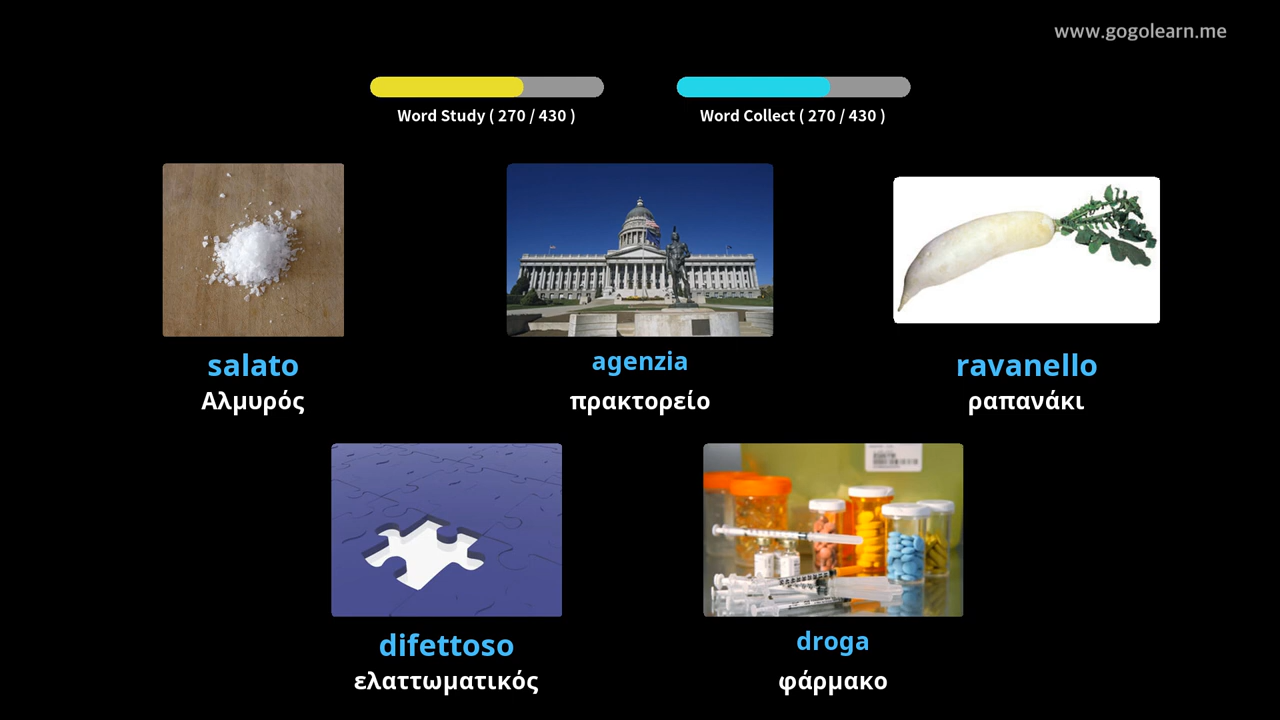 www.gogolearn.me
Word Study ( 270 / 430 )
Word Collect ( 270 / 430 )
salato
Αλμυρός
agenzia
πρακτορείο
ravanello
ραπανάκι
difettoso
ελαττωματικός
droga
φάρμακο